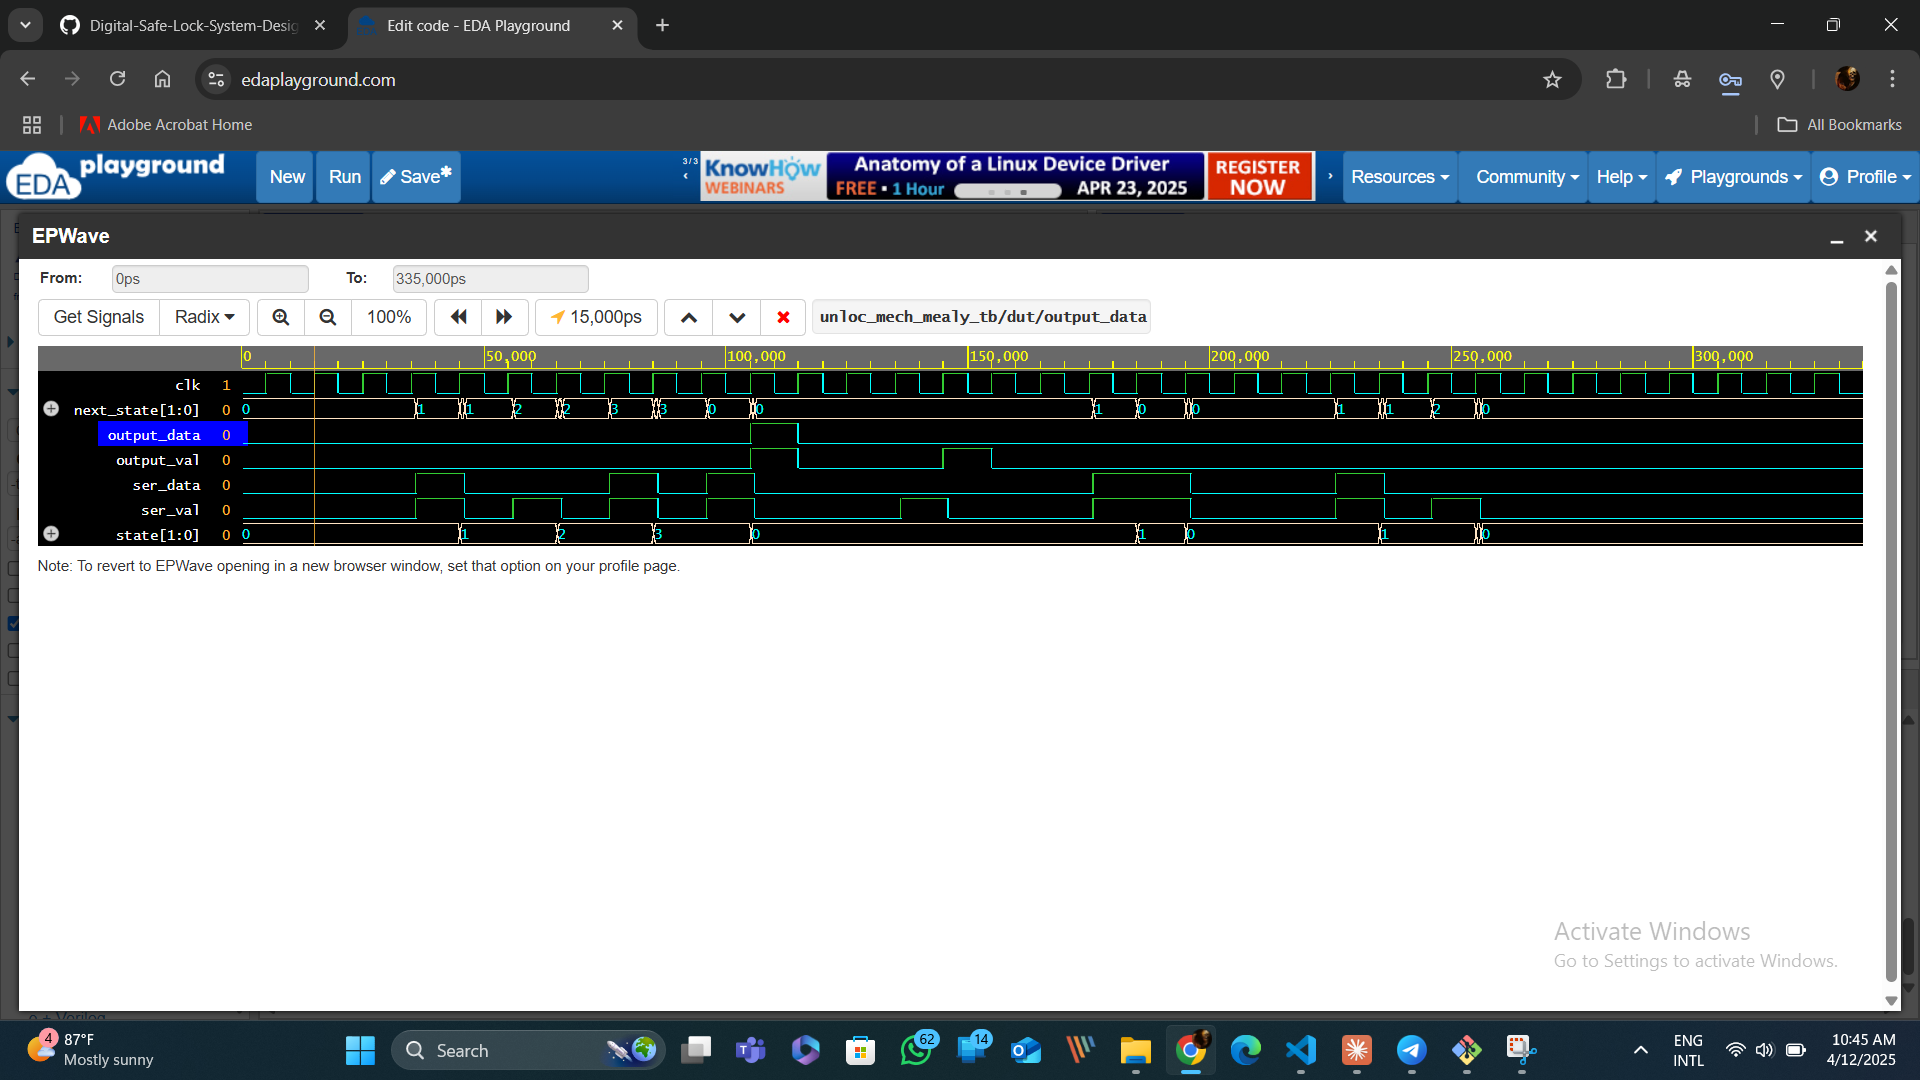 Digital-Safe-Lock-System-Desig
Edit code - EDA Playground
edaplayground.com
Adobe Acrobat Home
All Bookmarks
EDA playground
New
Run
Save*
3/3
KnowHow
WEBINARS
Anatomy of a Linux Device Driver
FREE • 1 Hour
APR 23, 2025
REGISTER
NOW
Resources
Community
Help
Playgrounds
Profile
EPWave
From:
0ps
To:
335,000ps
Get Signals
Radix
100%
15,000ps
unloc_mech_mealy_tb/dut/output_data
0 50,000 100,000 150,000 200,000 250,000 300,000
clk 1
next_state[1:0] 0 0 1 1 2 2 3 3 0 0 1 0 0 1 1 2 0
output_data 0
output_val 0
ser_data 0
ser_val 0
state[1:0] 0 0 1 2 3 0 1 0 1 0
Note: To revert to EPWave opening in a new browser window, set that option on your profile page.
Activate Windows
Go to Settings to activate Windows.
4
87°F
Mostly sunny
Search
62
14
ENG
INTL
10:45 AM
4/12/2025